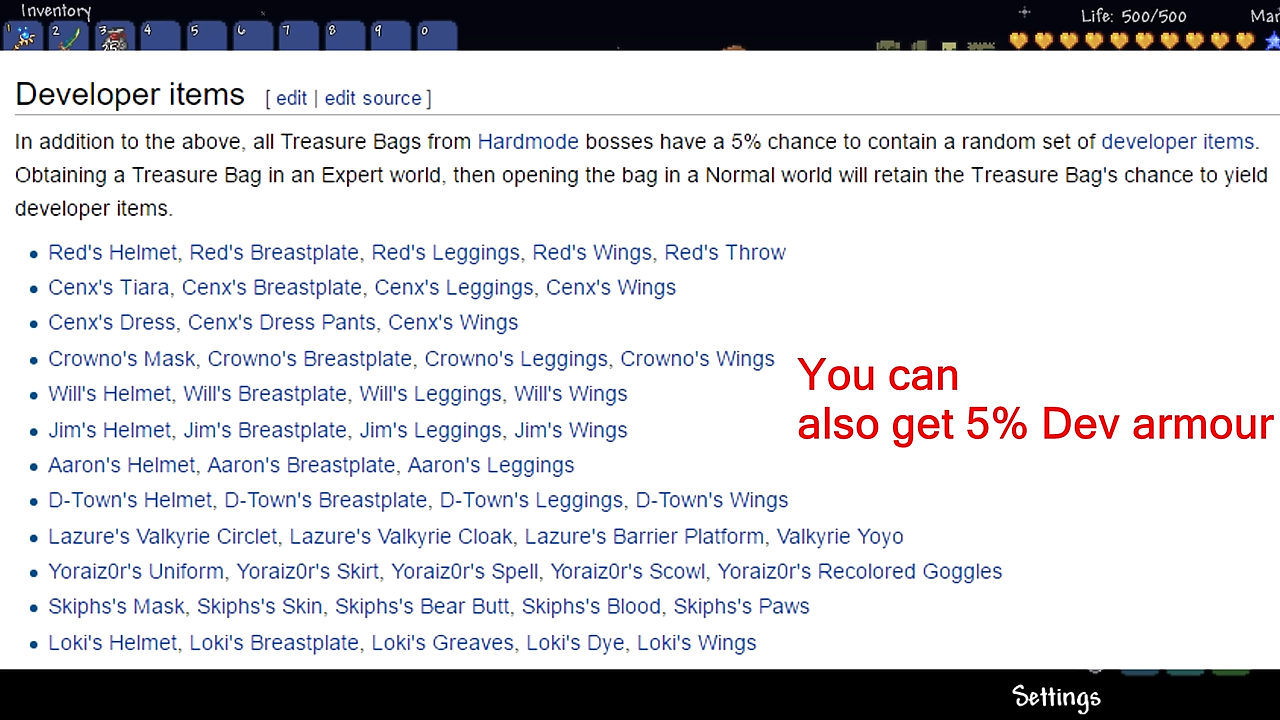 Inventory
1 2 3 4 5 6 7 8 9 0
25
Life: 500/500
Developer items [ edit | edit source ]
In addition to the above, all Treasure Bags from Hardmode bosses have a 5% chance to contain a random set of developer items.
Obtaining a Treasure Bag in an Expert world, then opening the bag in a Normal world will retain the Treasure Bag's chance to yield
developer items.
• Red's Helmet, Red's Breastplate, Red's Leggings, Red's Wings, Red's Throw
• Cenx's Tiara, Cenx's Breastplate, Cenx's Leggings, Cenx's Wings
• Cenx's Dress, Cenx's Dress Pants, Cenx's Wings
• Crowno's Mask, Crowno's Breastplate, Crowno's Leggings, Crowno's Wings
• Will's Helmet, Will's Breastplate, Will's Leggings, Will's Wings
• Jim's Helmet, Jim's Breastplate, Jim's Leggings, Jim's Wings
• Aaron's Helmet, Aaron's Breastplate, Aaron's Leggings
• D-Town's Helmet, D-Town's Breastplate, D-Town's Leggings, D-Town's Wings
• Lazure's Valkyrie Circlet, Lazure's Valkyrie Cloak, Lazure's Barrier Platform, Valkyrie Yoyo
• Yoraiz0r's Uniform, Yoraiz0r's Skirt, Yoraiz0r's Spell, Yoraiz0r's Scowl, Yoraiz0r's Recolored Goggles
• Skiphs's Mask, Skiphs's Skin, Skiphs's Bear Butt, Skiphs's Blood, Skiphs's Paws
• Loki's Helmet, Loki's Breastplate, Loki's Greaves, Loki's Dye, Loki's Wings
You can
also get 5% Dev armour
Settings